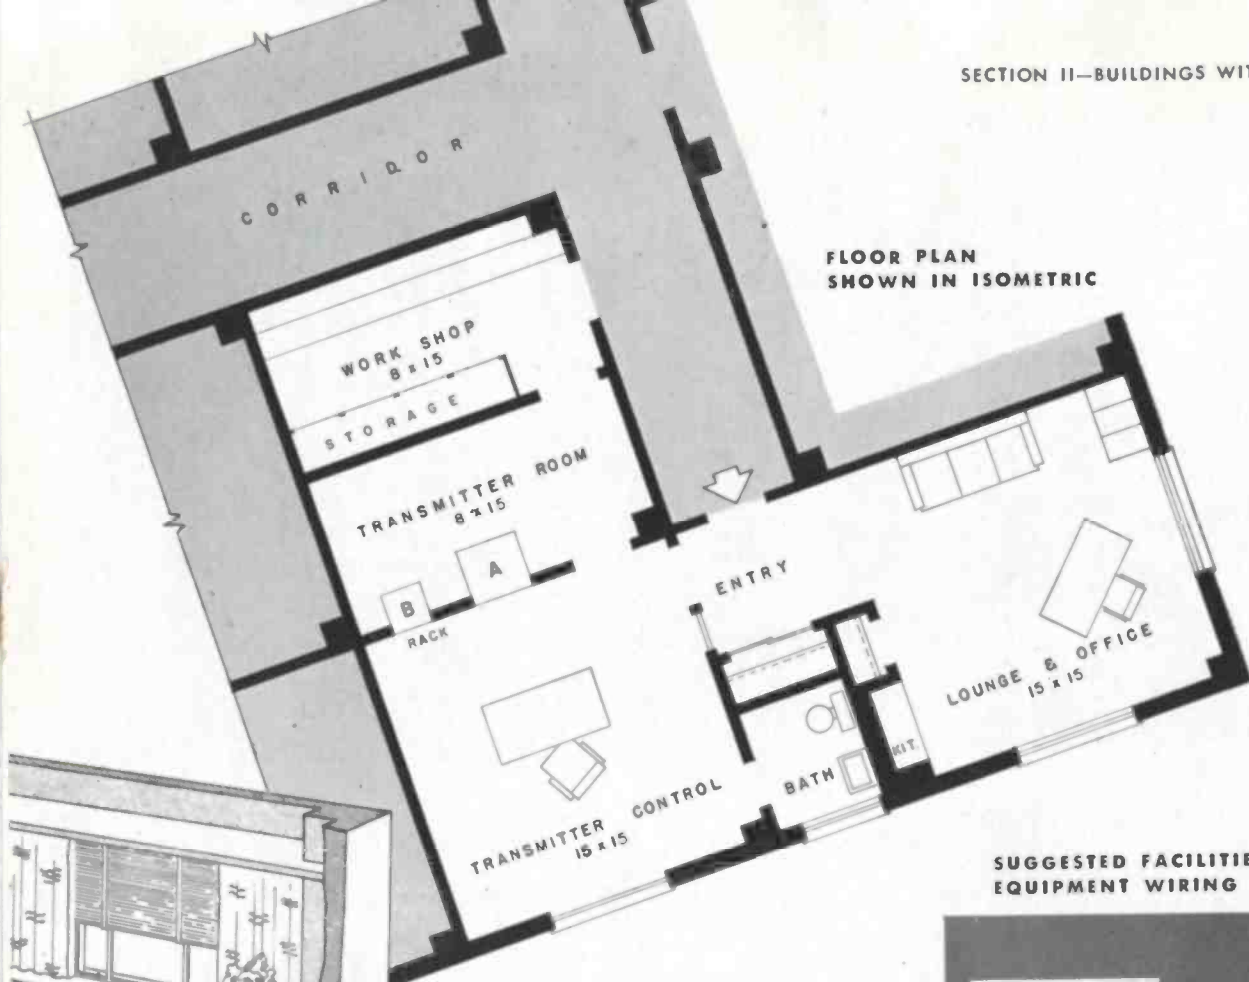 SECTION II—BUILDINGS WIT
CORRIDOR
FLOOR PLAN
SHOWN IN ISOMETRIC
WORK SHOP
8 x 15
STORAGE
TRANSMITTER ROOM
8 x 15
A
B
RACK
ENTRY
LOUNGE & OFFICE
15 x 15
KIT.
BATH
TRANSMITTER CONTROL
15 x 15
SUGGESTED FACILITIE
EQUIPMENT WIRING